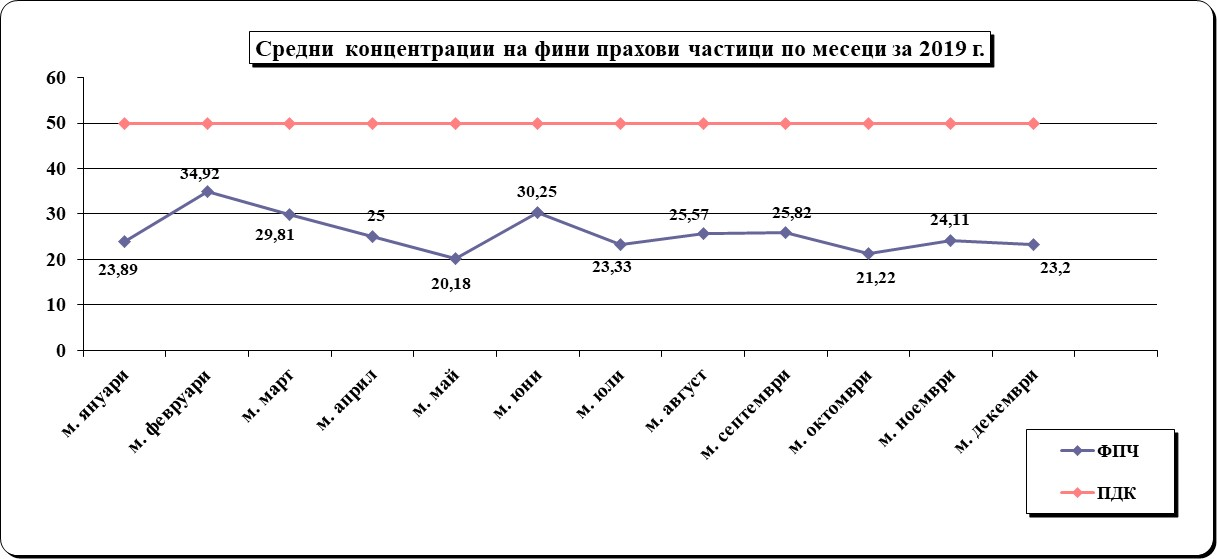 Средни концентрации на фини прахови частици по месеци за 2019 г.
60
50
40
30
20
10
0
34,92
30,25
29,81
25
25,57
25,82
24,11
23,89
20,18
23,33
21,22
23,2
м. януари
м. февруари
м. март
м. април
м. май
м. юни
м. юли
м. август
м. септември
м. октомври
м. ноември
м. декември
ФПЧ
ПДК